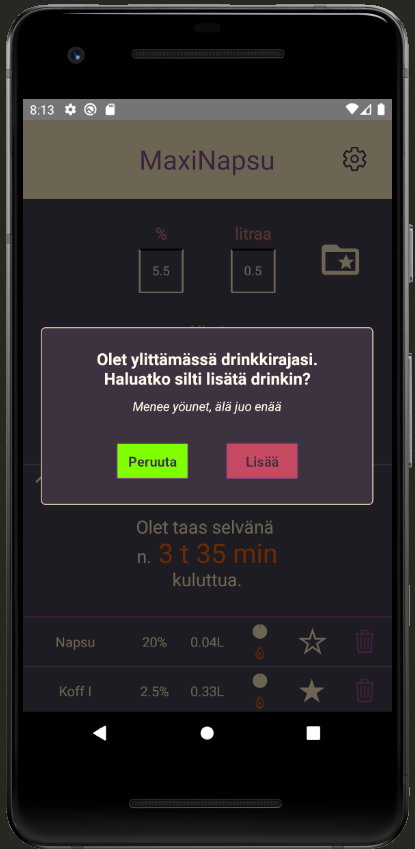 8:13
MaxiNapsu
% litraa
5.5 0.5
Olet ylittämässä drinkkirajasi.
Haluatko silti lisätä drinkin?
Menee yöunet, älä juo enää
Peruuta Lisää
Olet taas selvänä
n. 3 t 35 min
kuluttua.
Napsu 20% 0.04L
Koff I 2.5% 0.33L